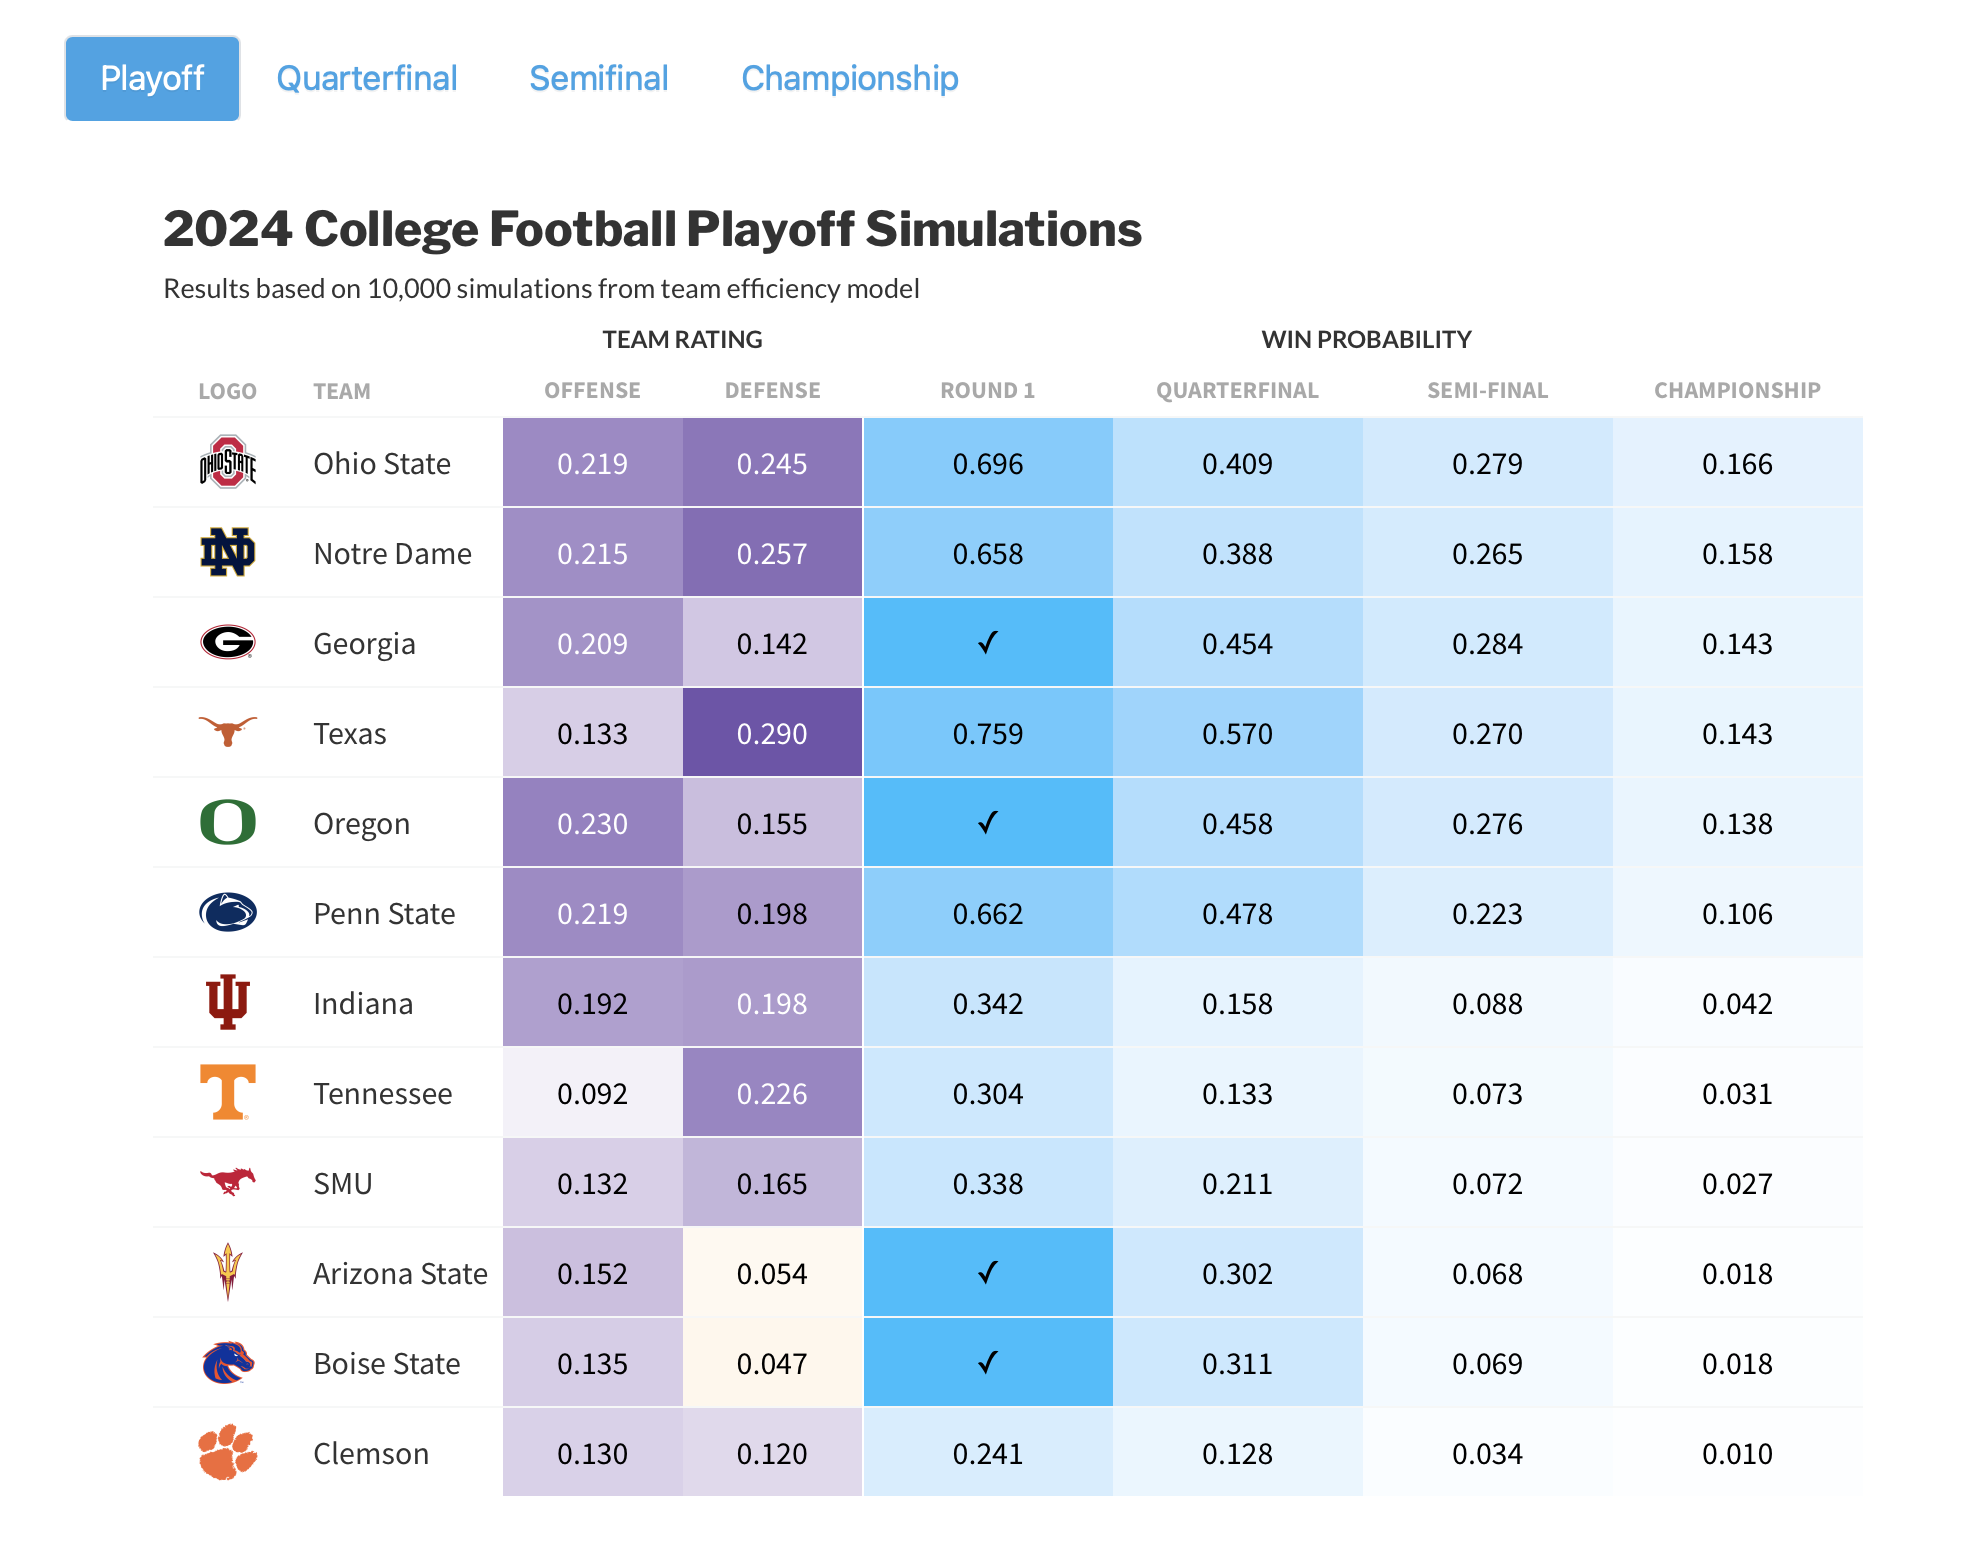 Playoff Quarterfinal Semifinal Championship
2024 College Football Playoff Simulations
Results based on 10,000 simulations from team efficiency model
TEAM RATING WIN PROBABILITY
LOGO TEAM OFFENSE DEFENSE ROUND 1 QUARTERFINAL SEMI-FINAL CHAMPIONSHIP
OHIO STATE Ohio State 0.219 0.245 0.696 0.409 0.279 0.166
ND Notre Dame 0.215 0.257 0.658 0.388 0.265 0.158
G Georgia 0.209 0.142 ✓ 0.454 0.284 0.143
Texas 0.133 0.290 0.759 0.570 0.270 0.143
O Oregon 0.230 0.155 ✓ 0.458 0.276 0.138
Penn State 0.219 0.198 0.662 0.478 0.223 0.106
IU Indiana 0.192 0.198 0.342 0.158 0.088 0.042
T Tennessee 0.092 0.226 0.304 0.133 0.073 0.031
SMU 0.132 0.165 0.338 0.211 0.072 0.027
Arizona State 0.152 0.054 ✓ 0.302 0.068 0.018
Boise State 0.135 0.047 ✓ 0.311 0.069 0.018
Clemson 0.130 0.120 0.241 0.128 0.034 0.010